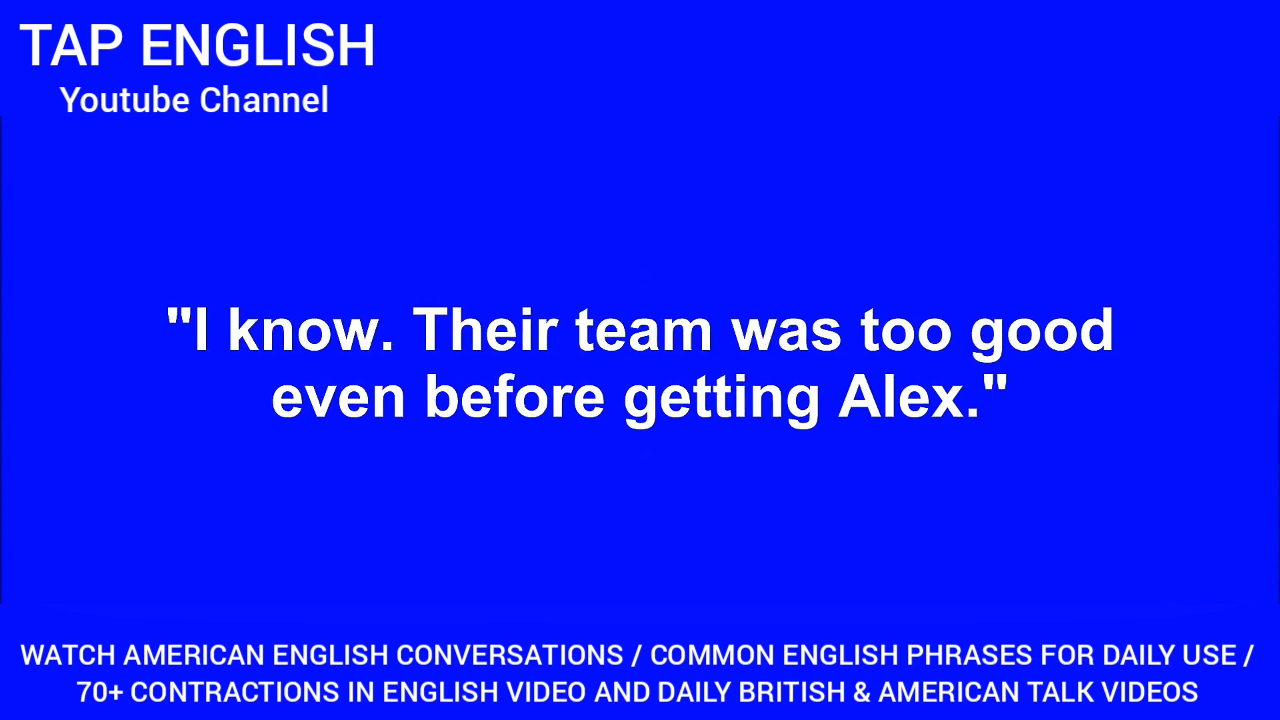 TAP ENGLISH
Youtube Channel
"I know. Their team was too good
even before getting Alex."
WATCH AMERICAN ENGLISH CONVERSATIONS / COMMON ENGLISH PHRASES FOR DAILY USE /
70+ CONTRACTIONS IN ENGLISH VIDEO AND DAILY BRITISH & AMERICAN TALK VIDEOS